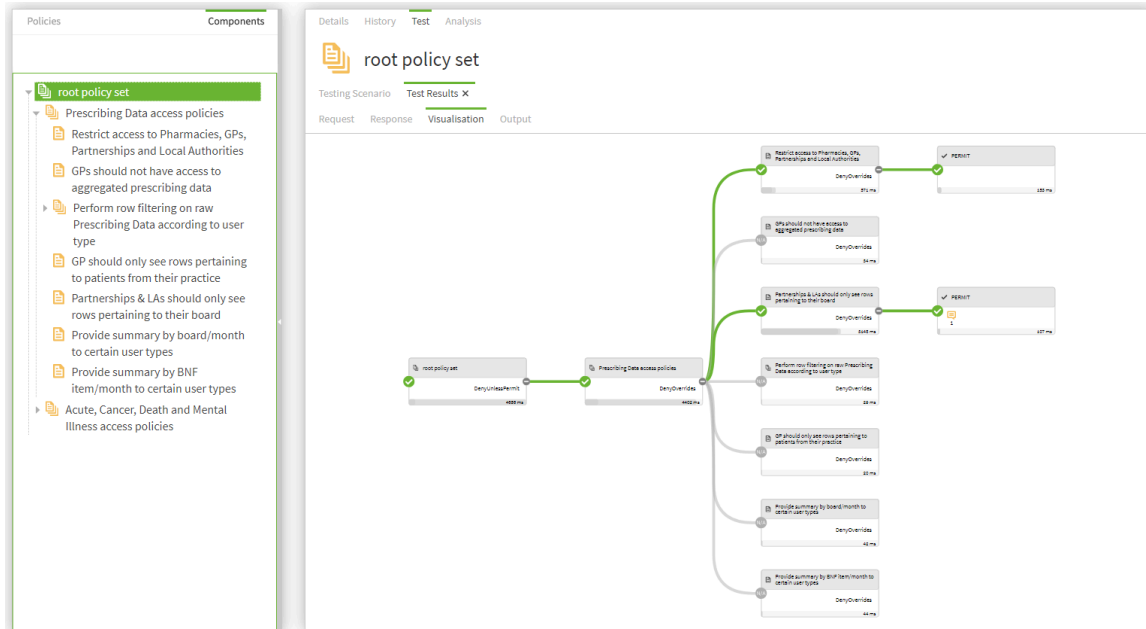 Policies
Components
root policy set
Prescribing Data access policies
Restrict access to Pharmacies, GPs,
Partnerships and Local Authorities
GPs should not have access to
aggregated prescribing data
Perform row filtering on raw
Prescribing Data according to user
type
GP should only see rows pertaining
to patients from their practice
Partnerships & LAs should only see
rows pertaining to their board
Provide summary by board/month
to certain user types
Provide summary by BNF
item/month to certain user types
Acute, Cancer, Death and Mental
Illness access policies
Details
History
Test
Analysis
root policy set
Testing Scenario
Test Results ×
Request
Response
Visualisation
Output
root policy set
DenyUnlessPermit
Prescribing Data access policies
DenyOverrides
Restrict access to Pharmacies, GPs,
Partnerships and Local Authorities
DenyOverrides
571 ms
PERMIT
GPs should not have access to
aggregated prescribing data
DenyOverrides
N/A
Partnerships & LAs should only see rows
pertaining to their board
DenyOverrides
PERMIT
1
Perform row filtering on raw Prescribing
Data according to user type
DenyOverrides
N/A
GP should only see rows pertaining to
patients from their practice
DenyOverrides
N/A
Provide summary by board/month to
certain user types
DenyOverrides
N/A
Provide summary by BNF item/month to
certain user types
DenyOverrides
N/A
44 ms